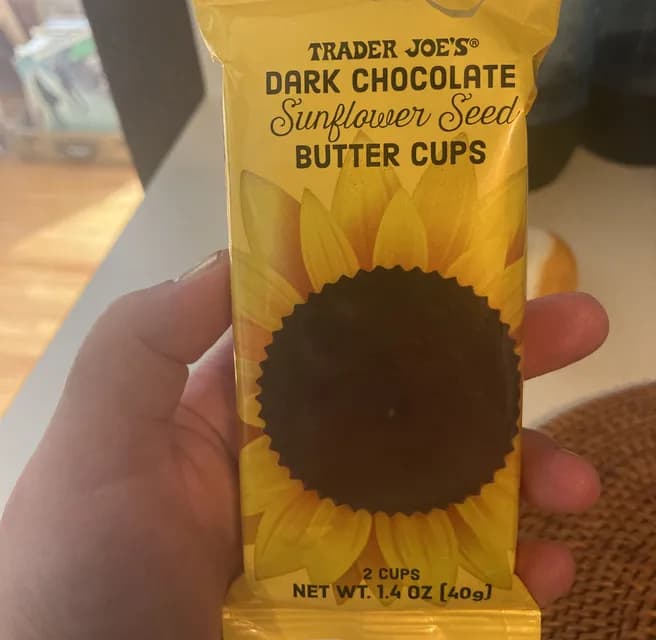 TRADER JOE'S®
DARK CHOCOLATE
Sunflower Seed
BUTTER CUPS
2 CUPS
NET WT. 1.4 OZ [40g]